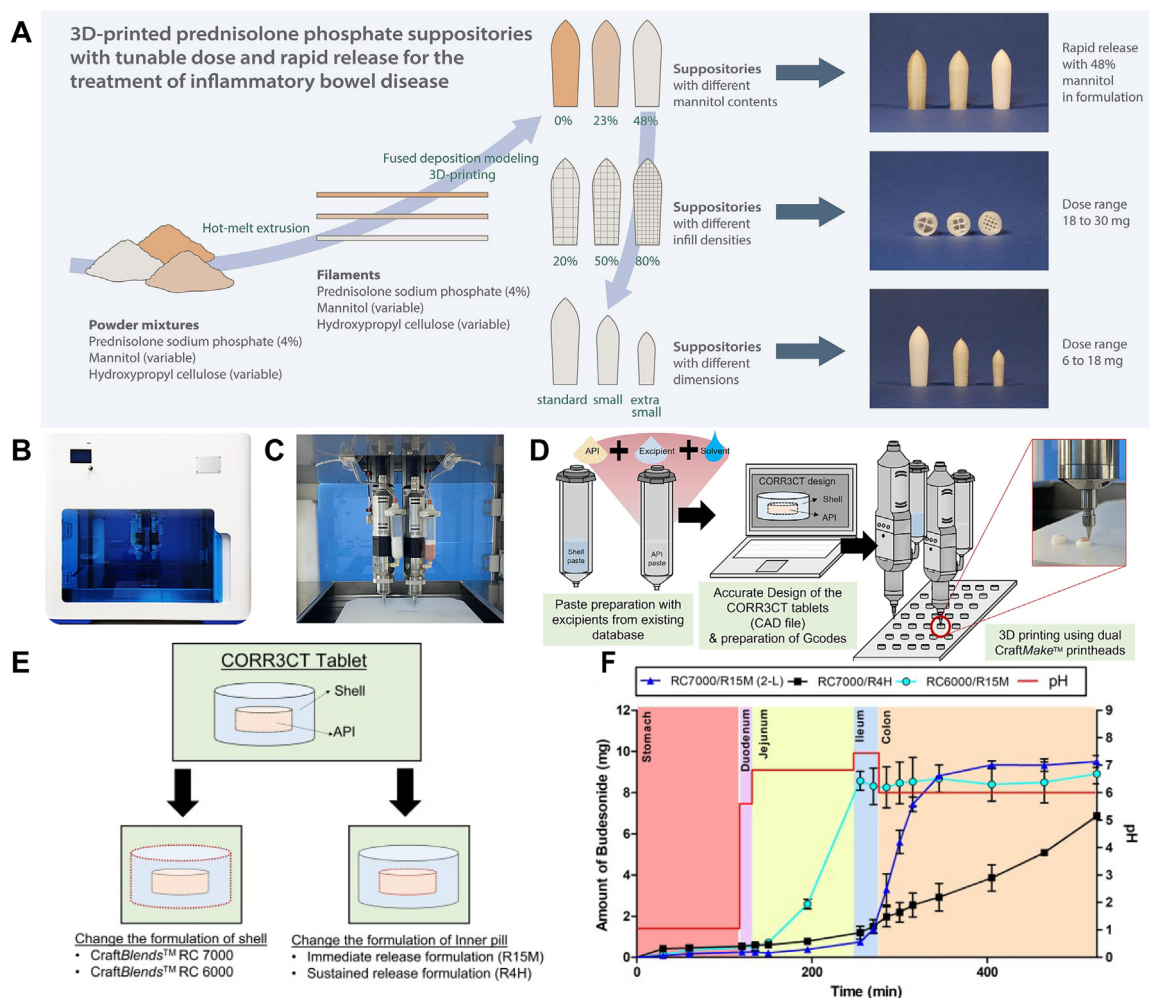 A
3D-printed prednisolone phosphate suppositories
with tunable dose and rapid release for the
treatment of inflammatory bowel disease
Fused deposition modeling
3D-printing
Hot-melt extrusion
Powder mixtures
Prednisolone sodium phosphate (4%)
Mannitol (variable)
Hydroxypropyl cellulose (variable)
Filaments
Prednisolone sodium phosphate (4%)
Mannitol (variable)
Hydroxypropyl cellulose (variable)
0% 23% 48%
Suppositories
with different
mannitol contents
Rapid release
with 48%
mannitol
in formulation
20% 50% 80%
Suppositories
with different
infill densities
Dose range
18 to 30 mg
standard small extra
small
Suppositories
with different
dimensions
Dose range
6 to 18 mg
B
C
D
API + Excipient + Solvent
Shell
paste
API
paste
CORR3CT design
Shell
API
Paste preparation with
excipients from existing
database
Accurate Design of the
CORR3CT tablets
(CAD file)
& preparation of Gcodes
3D printing using dual
CraftMake™ printheads
E
CORR3CT Tablet
Shell
API
Change the formulation of shell
• CraftBlends™ RC 7000
• CraftBlends™ RC 6000
Change the formulation of Inner pill
• Immediate release formulation (R15M)
• Sustained release formulation (R4H)
F
RC7000/R15M (2-L) RC7000/R4H RC6000/R15M pH
Stomach
Duodenum
Jejunum
Ileum
Colon
Amount of Budesonide (mg)
12
10
8
6
4
2
0
9
8
7
6
5
4
3
2
1
0
pH
0 200 400
Time (min)